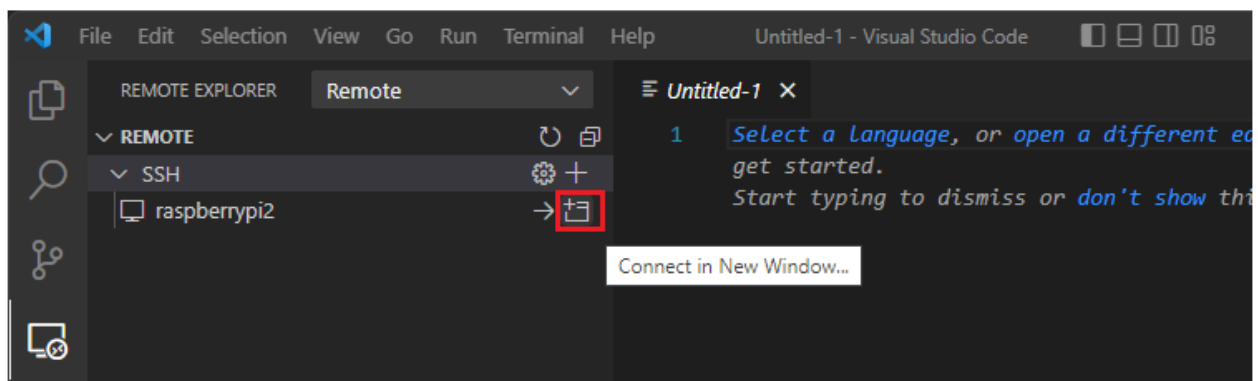 File Edit Selection View Go Run Terminal Help Untitled-1 - Visual Studio Code
REMOTE EXPLORER Remote
Untitled-1
REMOTE
SSH
raspberrypi2
1 Select a language, or open a different
get started.
Start typing to dismiss or don't show
Connect in New Window...